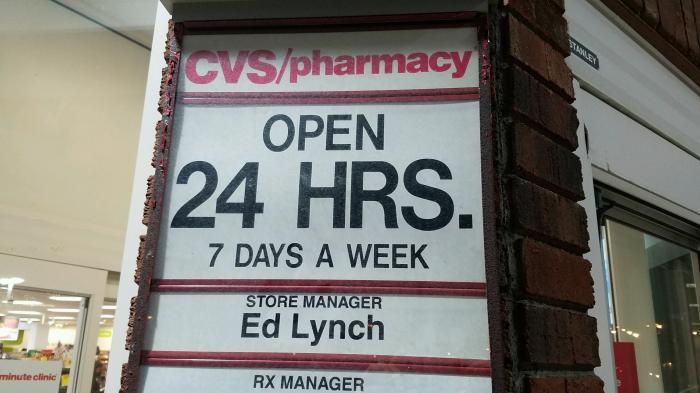 CVS/pharmacy
OPEN
24 HRS.
7 DAYS A WEEK
STORE MANAGER
Ed Lynch
RX MANAGER
STANLEY
minute clinic